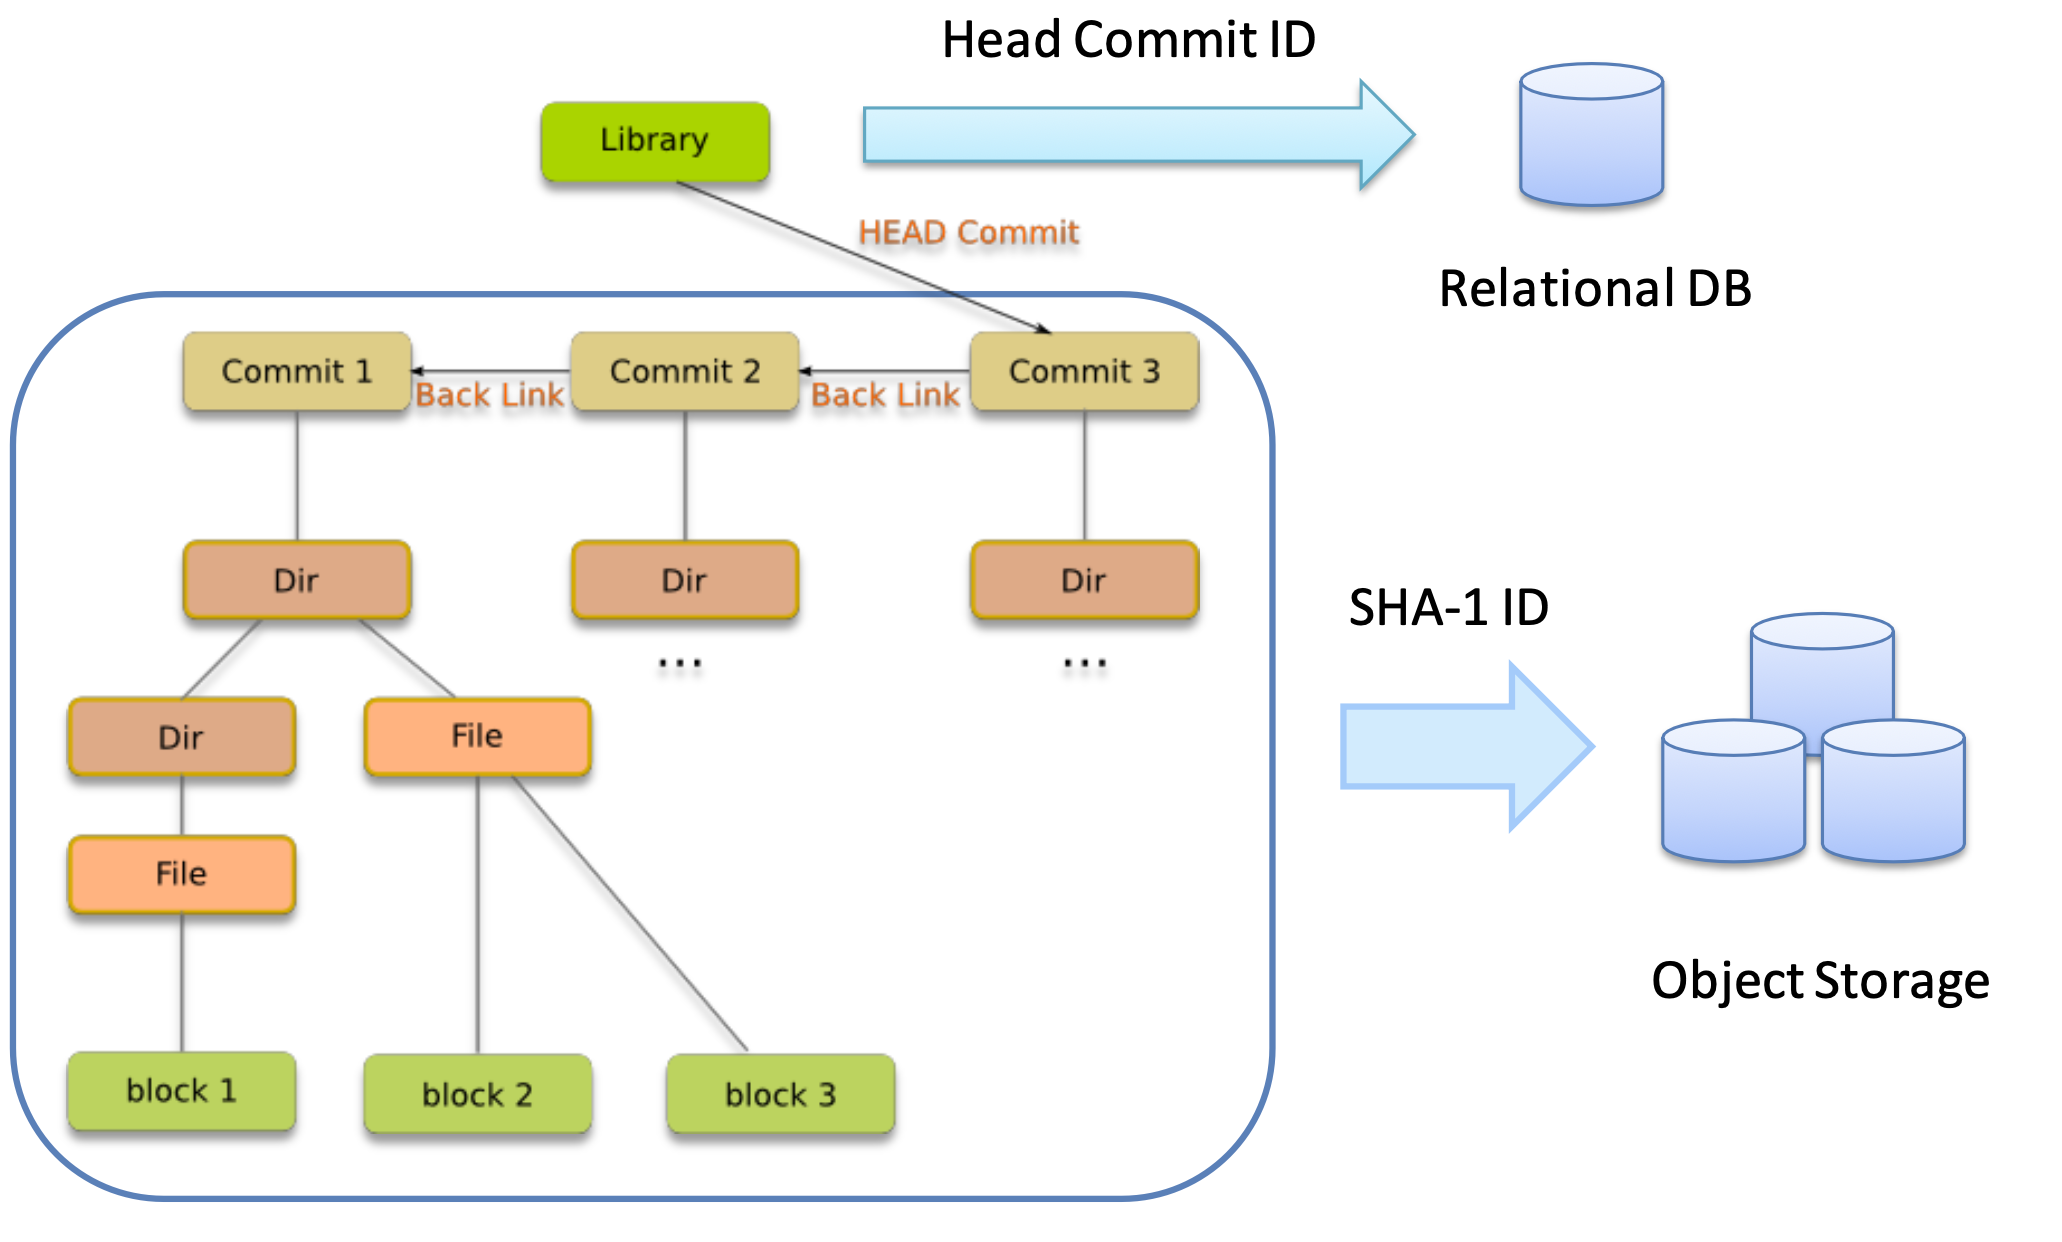 Head Commit ID
Library
HEAD Commit
Relational DB
Commit 1
Back Link
Commit 2
Back Link
Commit 3
Dir
Dir
Dir
SHA-1 ID
...
...
Dir
File
File
Object Storage
block 1
block 2
block 3